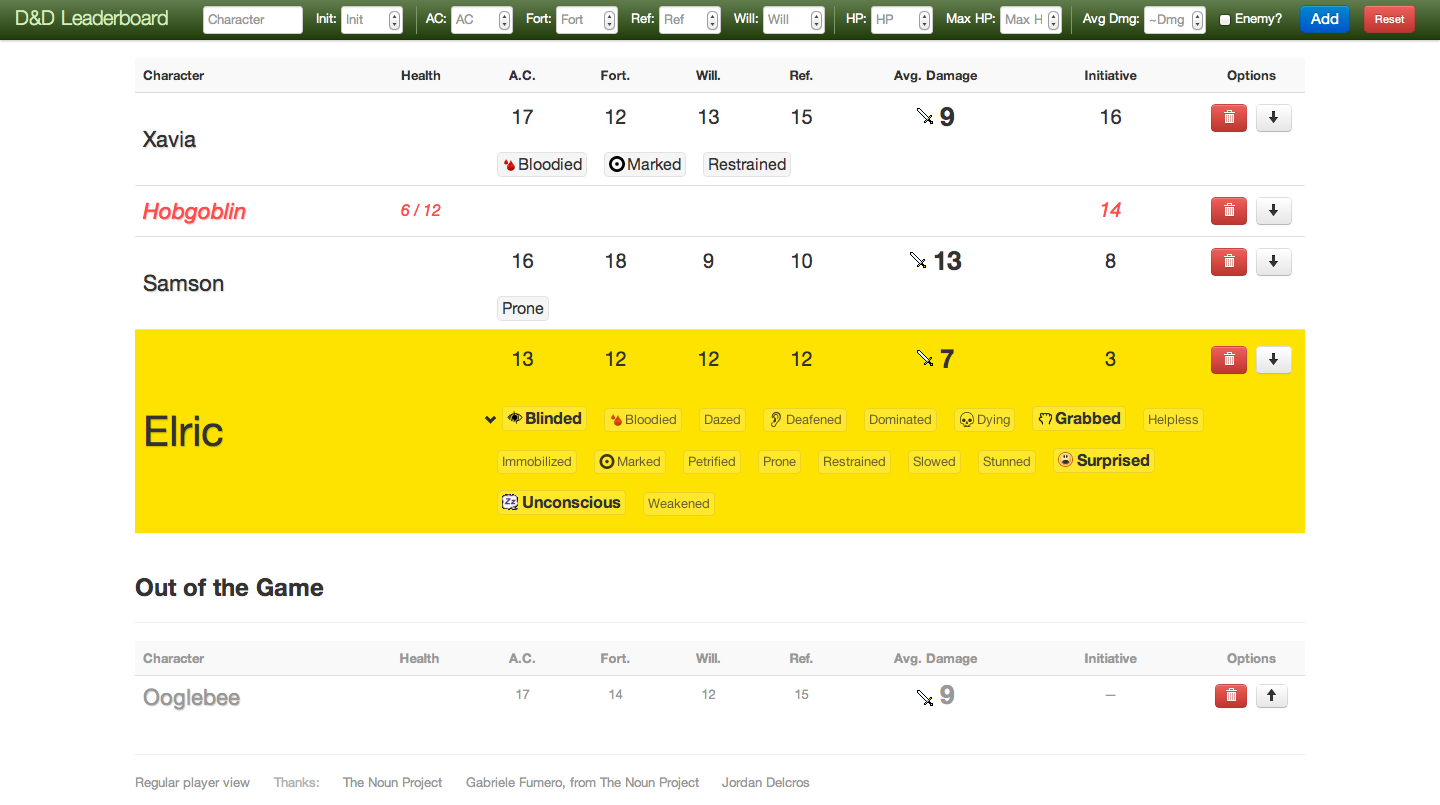 D&D Leaderboard Character Init: Init AC: AC Fort: Fort Ref: Ref Will: Will HP: HP Max HP: Max H Avg Dmg: ~Dmg Enemy? Add Reset
Character Health A.C. Fort. Will. Ref. Avg. Damage Initiative Options
17 12 13 15 9 16
Xavia
Bloodied Marked Restrained
Hobgoblin 6 / 12 14
16 18 9 10 13 8
Samson
Prone
13 12 12 12 7 3
Elric
Blinded Bloodied Dazed Deafened Dominated Dying Grabbed Helpless
Immobilized Marked Petrified Prone Restrained Slowed Stunned Surprised
Zz Unconscious Weakened
Out of the Game
Character Health A.C. Fort. Will. Ref. Avg. Damage Initiative Options
Ooglebee 17 14 12 15 9 —
Regular player view Thanks: The Noun Project Gabriele Fumero, from The Noun Project Jordan Delcros